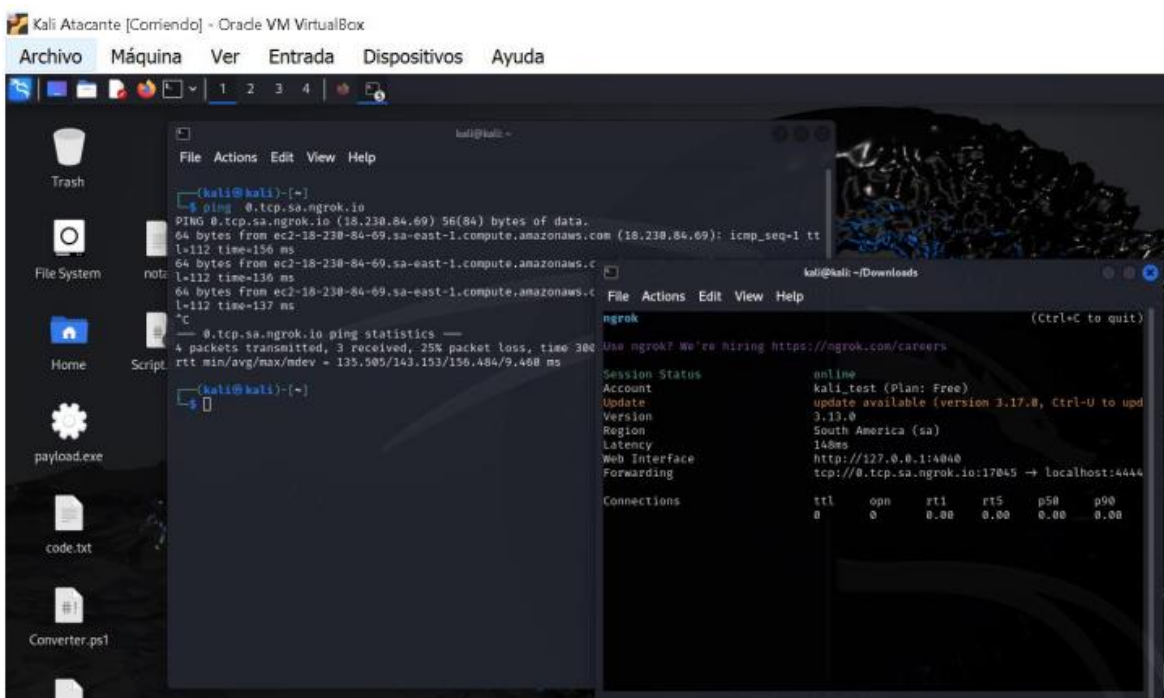 Kali Atacante [Corriendo] - Oracle VM VirtualBox
Archivo Máquina Ver Entrada Dispositivos Ayuda
1 2 3 4
kali@kali: ~
File Actions Edit View Help
Trash
(kali㉿kali)-[~]
$ ping 0.tcp.sa.ngrok.io
PING 0.tcp.sa.ngrok.io (18.230.84.69) 56(84) bytes of data.
64 bytes from ec2-18-230-84-69.sa-east-1.compute.amazonaws.com (18.230.84.69): icmp_seq=1 tt
l=112 time=156 ms
64 bytes from ec2-18-230-84-69.sa-east-1.compute.amazonaws.c
l=112 time=136 ms
64 bytes from ec2-18-230-84-69.sa-east-1.compute.amazonaws.c
l=112 time=137 ms
^C
— 0.tcp.sa.ngrok.io ping statistics —
4 packets transmitted, 3 received, 25% packet loss, time 300
rtt min/avg/max/mdev = 135.505/143.153/156.484/9.460 ms
(kali㉿kali)-[~]
$
File System
nota
Home
Script.
payload.exe
code.txt
Converter.ps1
kali@kali: ~/Downloads
File Actions Edit View Help
ngrok (Ctrl+C to quit)
Use ngrok? We're hiring https://ngrok.com/careers
Session Status online
Account kali_test (Plan: Free)
Update update available (version 3.17.0, Ctrl-U to upd
Version 3.13.0
Region South America (sa)
Latency 148ms
Web Interface http://127.0.0.1:4040
Forwarding tcp://0.tcp.sa.ngrok.io:17045 → localhost:4444
Connections ttl opn rt1 rt5 p50 p90
0 0 0.00 0.00 0.00 0.00